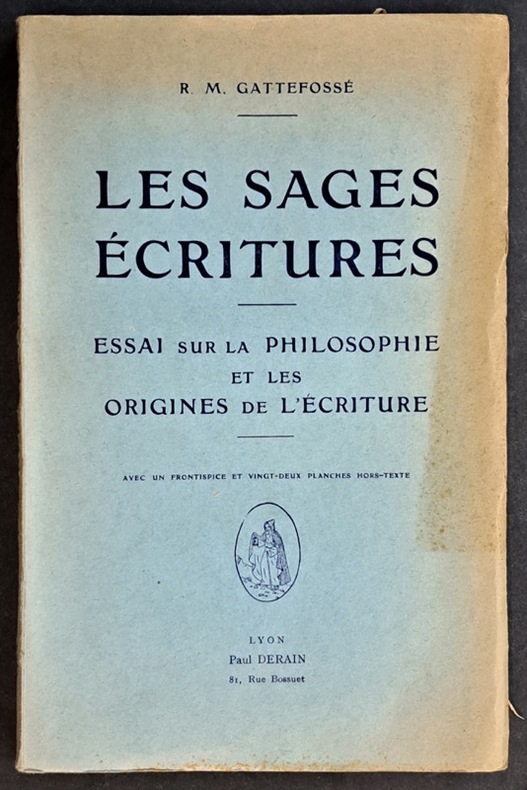 R. M. GATTEFOSSÉ
LES SAGES
ÉCRITURES
ESSAI SUR LA PHILOSOPHIE
ET LES
ORIGINES DE L'ÉCRITURE
AVEC UN FRONTISPICE ET VINGT-DEUX PLANCHES HORS-TEXTE
LYON
Paul DERAIN
81, Rue Bossuet